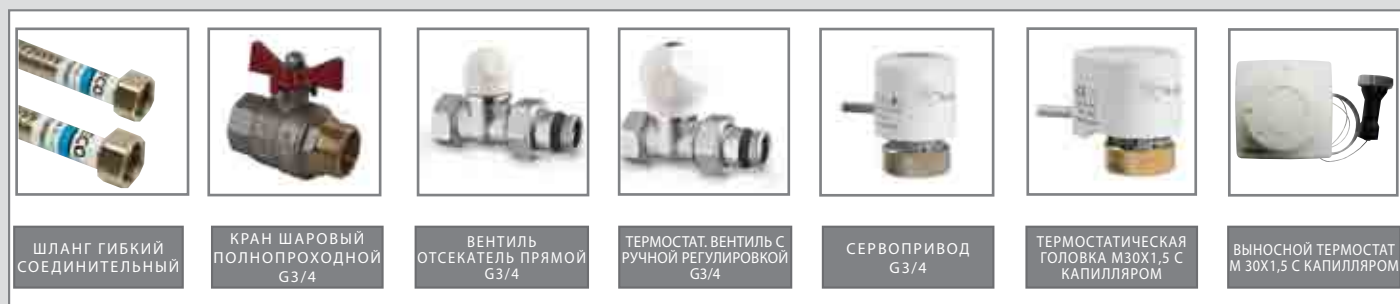 ШЛАНГ ГИБКИЙ
СОЕДИНИТЕЛЬНЫЙ
КРАН ШАРОВЫЙ
ПОЛНОПРОХОДНОЙ
G3/4
ВЕНТИЛЬ
ОТСЕКАТЕЛЬ ПРЯМОЙ
G3/4
ТЕРМОСТАТ. ВЕНТИЛЬ С
РУЧНОЙ РЕГУЛИРОВКОЙ
G3/4
СЕРВОПРИВОД
G3/4
ТЕРМОСТАТИЧЕСКАЯ
ГОЛОВКА М30Х1,5 С
КАПИЛЛЯРОМ
ВЫНОСНОЙ ТЕРМОСТАТ
М 30Х1,5 С КАПИЛЛЯРОМ